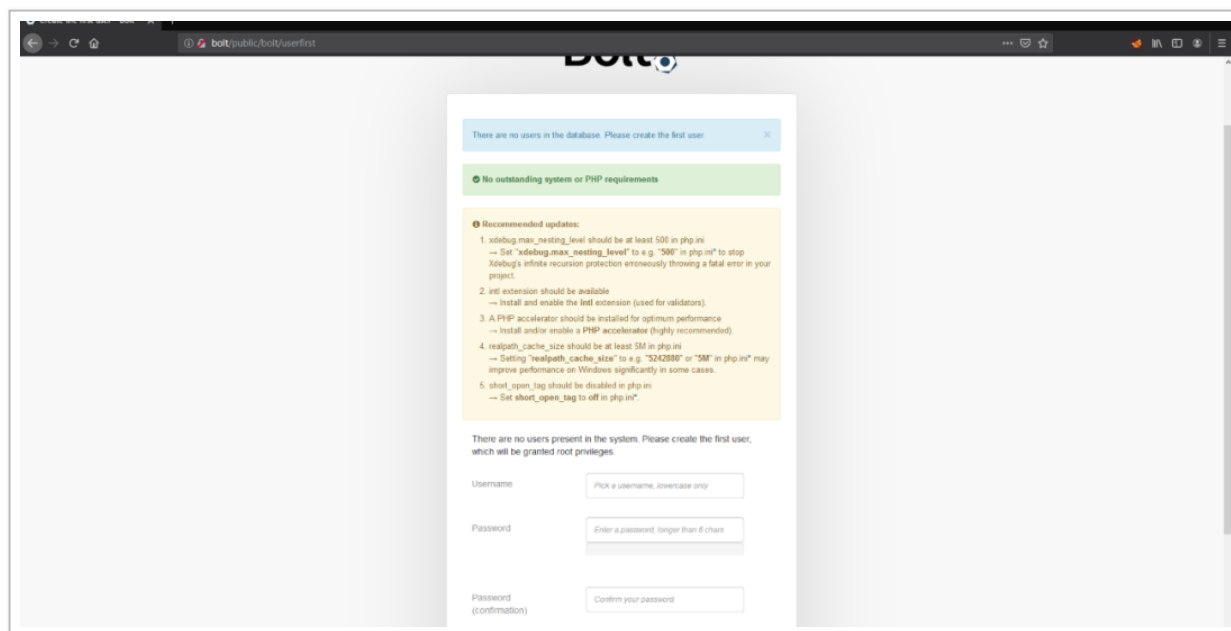 Create the first user - Bolt
bolt/public/bolt/userfirst
Bolt
There are no users in the database. Please create the first user.
No outstanding system or PHP requirements
Recommended updates:
1. xdebug.max_nesting_level should be at least 500 in php.ini
→ Set "xdebug.max_nesting_level" to e.g. "500" in php.ini* to stop
Xdebug's infinite recursion protection erroneously throwing a fatal error in your
project.
2. intl extension should be available
→ Install and enable the intl extension (used for validators).
3. A PHP accelerator should be installed for optimum performance
→ Install and/or enable a PHP accelerator (highly recommended).
4. realpath_cache_size should be at least 5M in php.ini
→ Setting "realpath_cache_size" to e.g. "5242880" or "5M" in php.ini* may
improve performance on Windows significantly in some cases.
5. short_open_tag should be disabled in php.ini
→ Set short_open_tag to off in php.ini*.
There are no users present in the system. Please create the first user,
which will be granted root privileges.
Username
Pick a username, lowercase only
Password
Enter a password, longer than 6 chars
Password
(confirmation)
Confirm your password